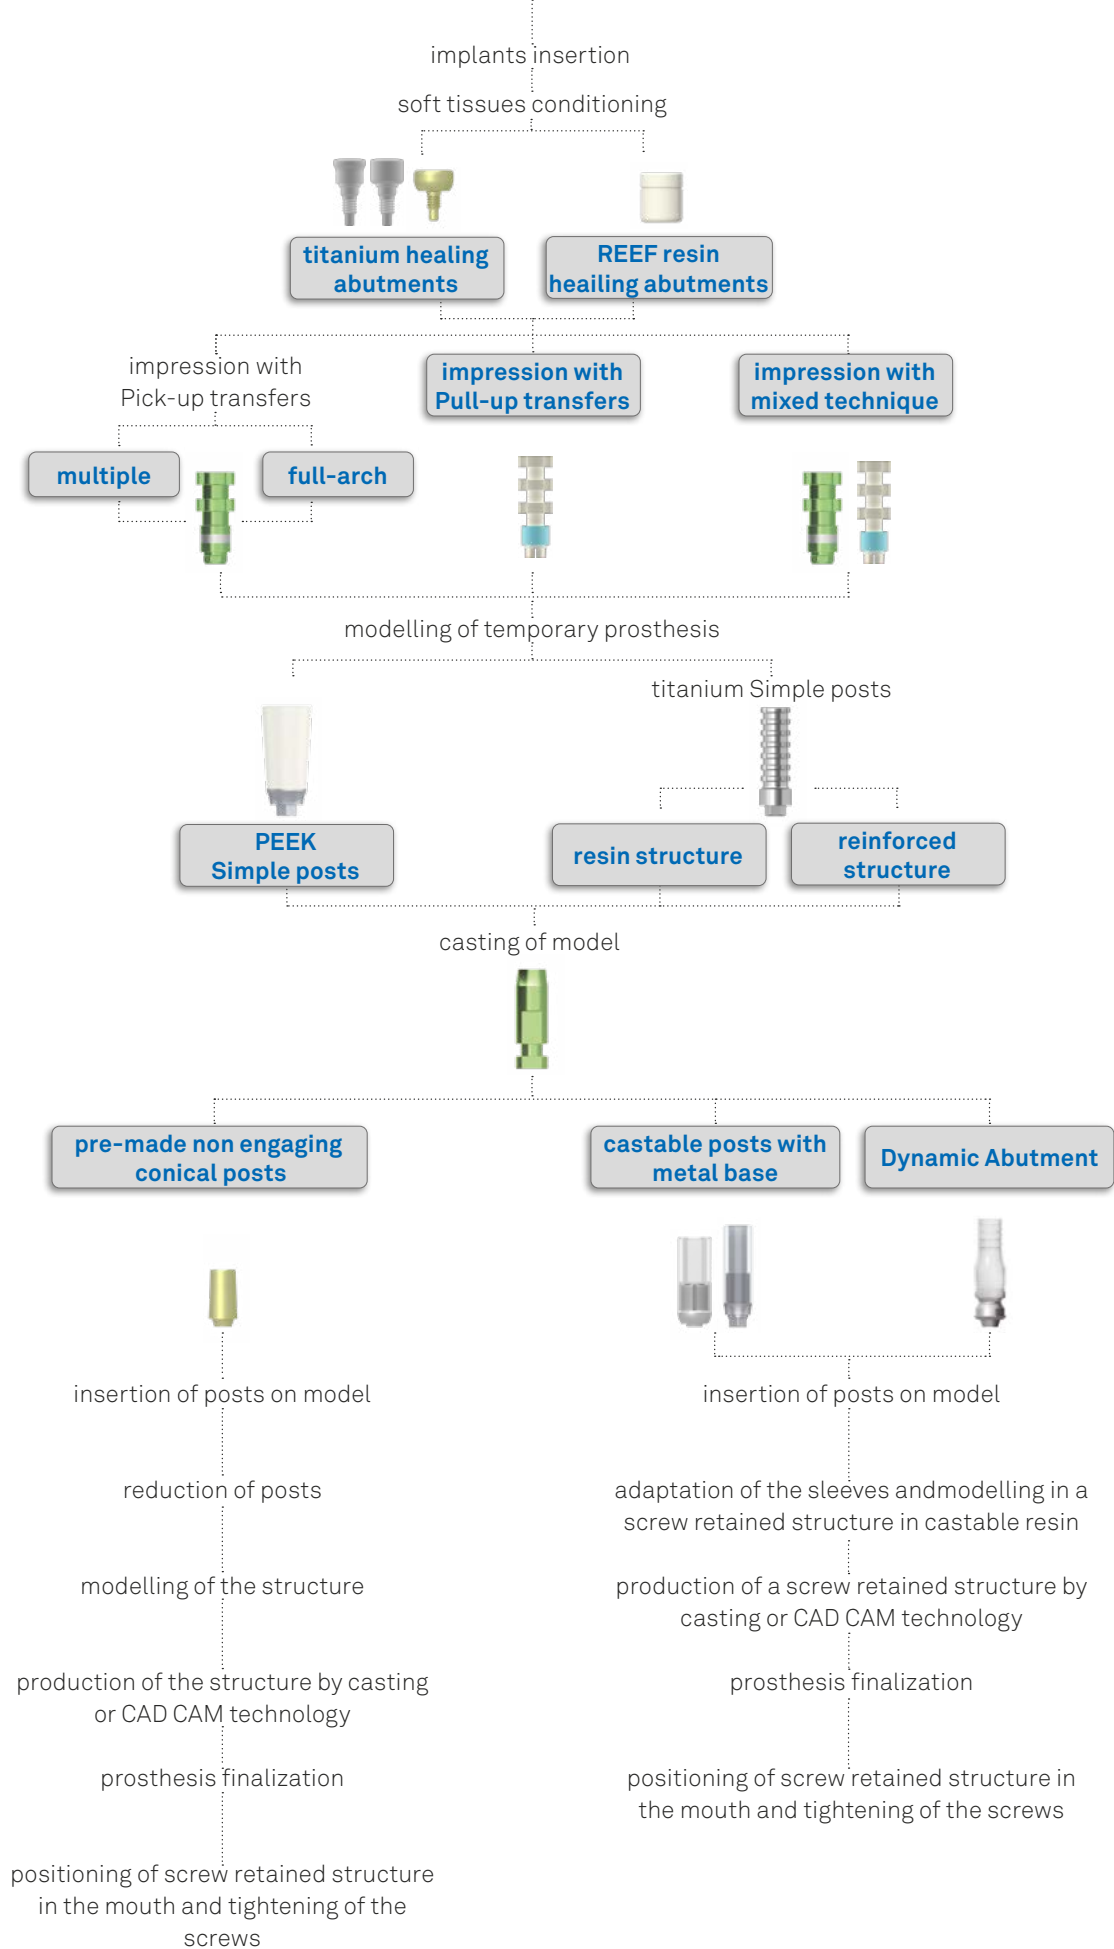 implants insertion
soft tissues conditioning
titanium healing
abutments
REEF resin
heailing abutments
impression with
Pick-up transfers
impression with
Pull-up transfers
impression with
mixed technique
multiple
full-arch
modelling of temporary prosthesis
titanium Simple posts
PEEK
Simple posts
resin structure
reinforced
structure
casting of model
pre-made non engaging
conical posts
castable posts with
metal base
Dynamic Abutment
insertion of posts on model
reduction of posts
modelling of the structure
production of the structure by casting
or CAD CAM technology
prosthesis finalization
positioning of screw retained structure
in the mouth and tightening of the
screws
insertion of posts on model
adaptation of the sleeves andmodelling in a
screw retained structure in castable resin
production of a screw retained structure by
casting or CAD CAM technology
prosthesis finalization
positioning of screw retained structure in
the mouth and tightening of the screws